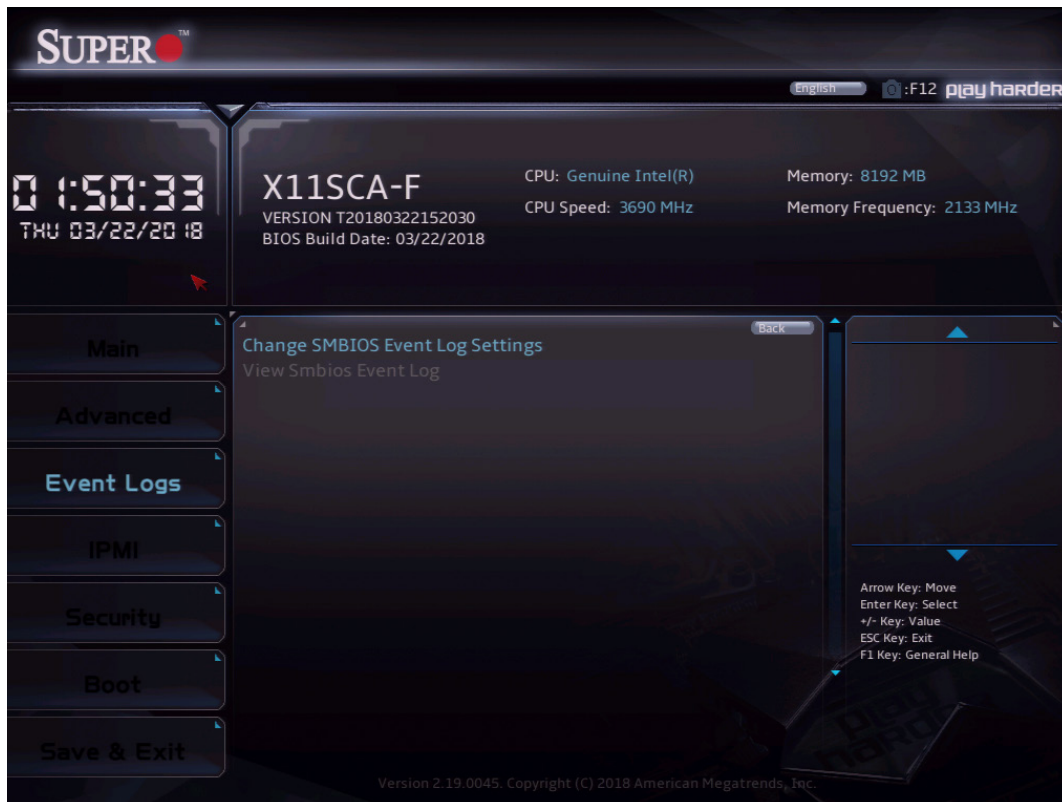 SUPER ™
English :F12 play harder
01:50:33
THU 03/22/2018
X11SCA-F
VERSION T20180322152030
BIOS Build Date: 03/22/2018
CPU: Genuine Intel(R)
CPU Speed: 3690 MHz
Memory: 8192 MB
Memory Frequency: 2133 MHz
Main
Advanced
Event Logs
IPMI
Security
Boot
Save & Exit
Back
Change SMBIOS Event Log Settings
View Smbios Event Log
Arrow Key: Move
Enter Key: Select
+/- Key: Value
ESC Key: Exit
F1 Key: General Help
play
harder
Version 2.19.0045. Copyright (C) 2018 American Megatrends, Inc.